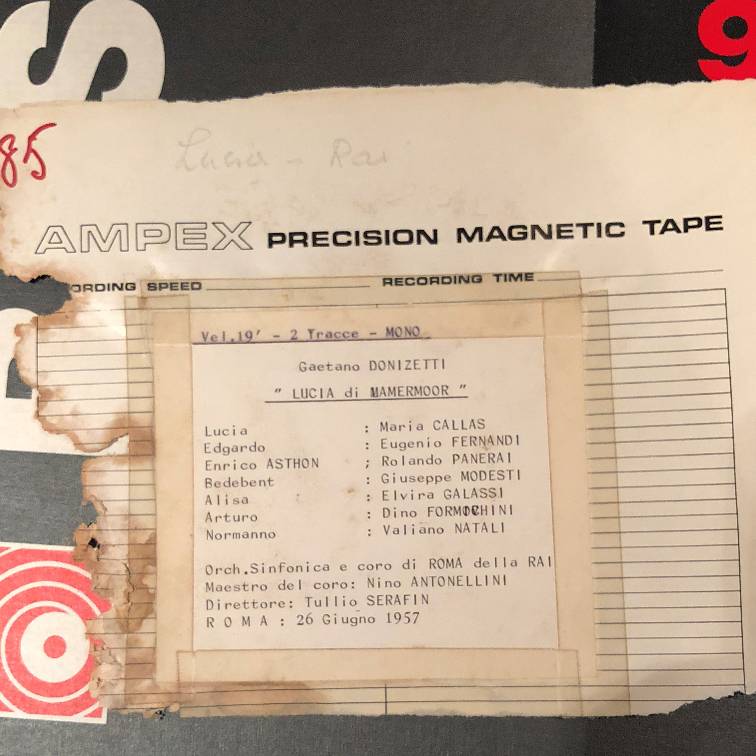 S
9
85
Lucia - Rai
AMPEX PRECISION MAGNETIC TAPE
ORDING SPEED
RECORDING TIME
Vel.19' - 2 Tracce - MONO
Gaetano DONIZETTI
" LUCIA di MAMERMOOR "
Lucia : Maria CALLAS
Edgardo : Eugenio FERNANDI
Enrico ASTHON ; Rolando PANERAI
Bedebent : Giuseppe MODESTI
Alisa : Elvira GALASSI
Arturo : Dino FORMOCHINI
Normanno : Valiano NATALI
Orch.Sinfonica e coro di ROMA della RAI
Maestro del coro: Nino ANTONELLINI
Direttore: Tullio SERAFIN
R O M A : 26 Giugno 1957